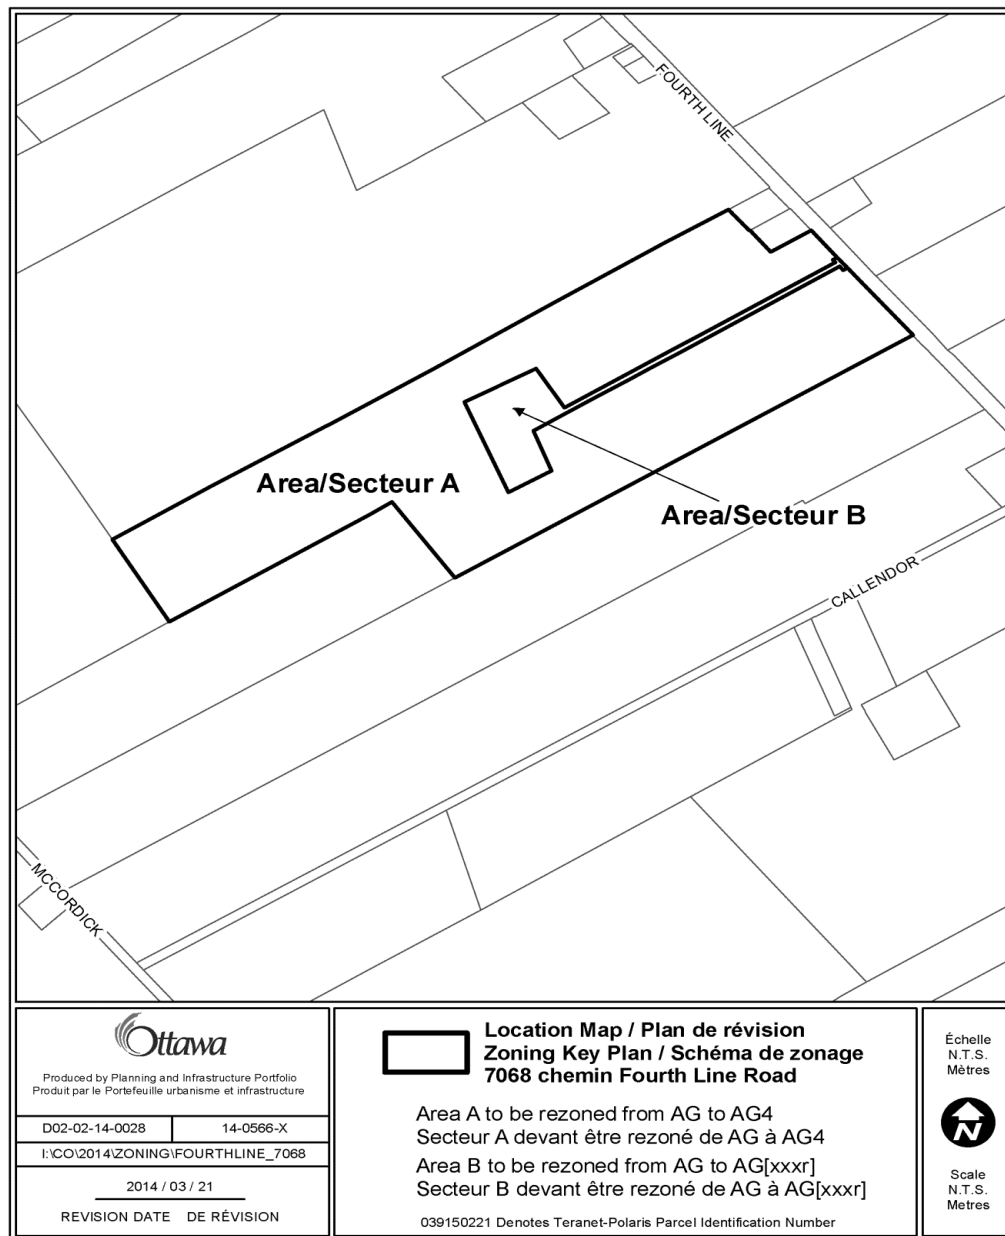 FOURTH LINE
Area/Secteur A
Area/Secteur B
CALLENDOR
MCCORDICK
Ottawa
Produced by Planning and Infrastructure Portfolio
Produit par le Portefeuille urbanisme et infrastructure
D02-02-14-0028 14-0566-X
I:\CO\2014\ZONING\FOURTHLINE_7068
2014 / 03 / 21
REVISION DATE DE RÉVISION
Location Map / Plan de révision
Zoning Key Plan / Schéma de zonage
7068 chemin Fourth Line Road
Area A to be rezoned from AG to AG4
Secteur A devant être rezoné de AG à AG4
Area B to be rezoned from AG to AG[xxxr]
Secteur B devant être rezoné de AG à AG[xxxr]
039150221 Denotes Teranet-Polaris Parcel Identification Number
Échelle
N.T.S.
Mètres
N
Scale
N.T.S.
Metres